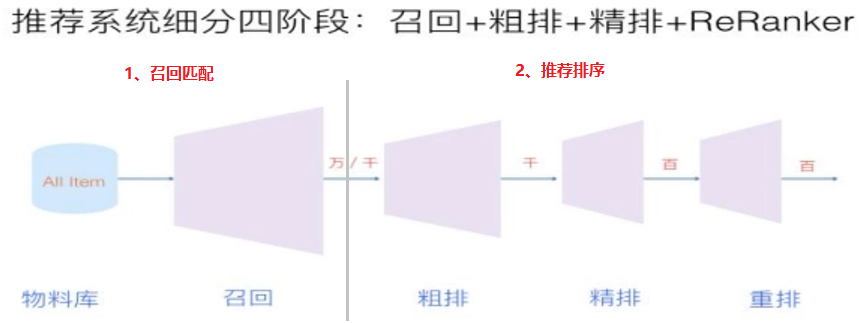 推荐系统细分四阶段：召回+粗排+精排+ReRanker
1、召回匹配
2、推荐排序
All Item
万 / 千
千
百
百
物料库
召回
粗排
精排
重排